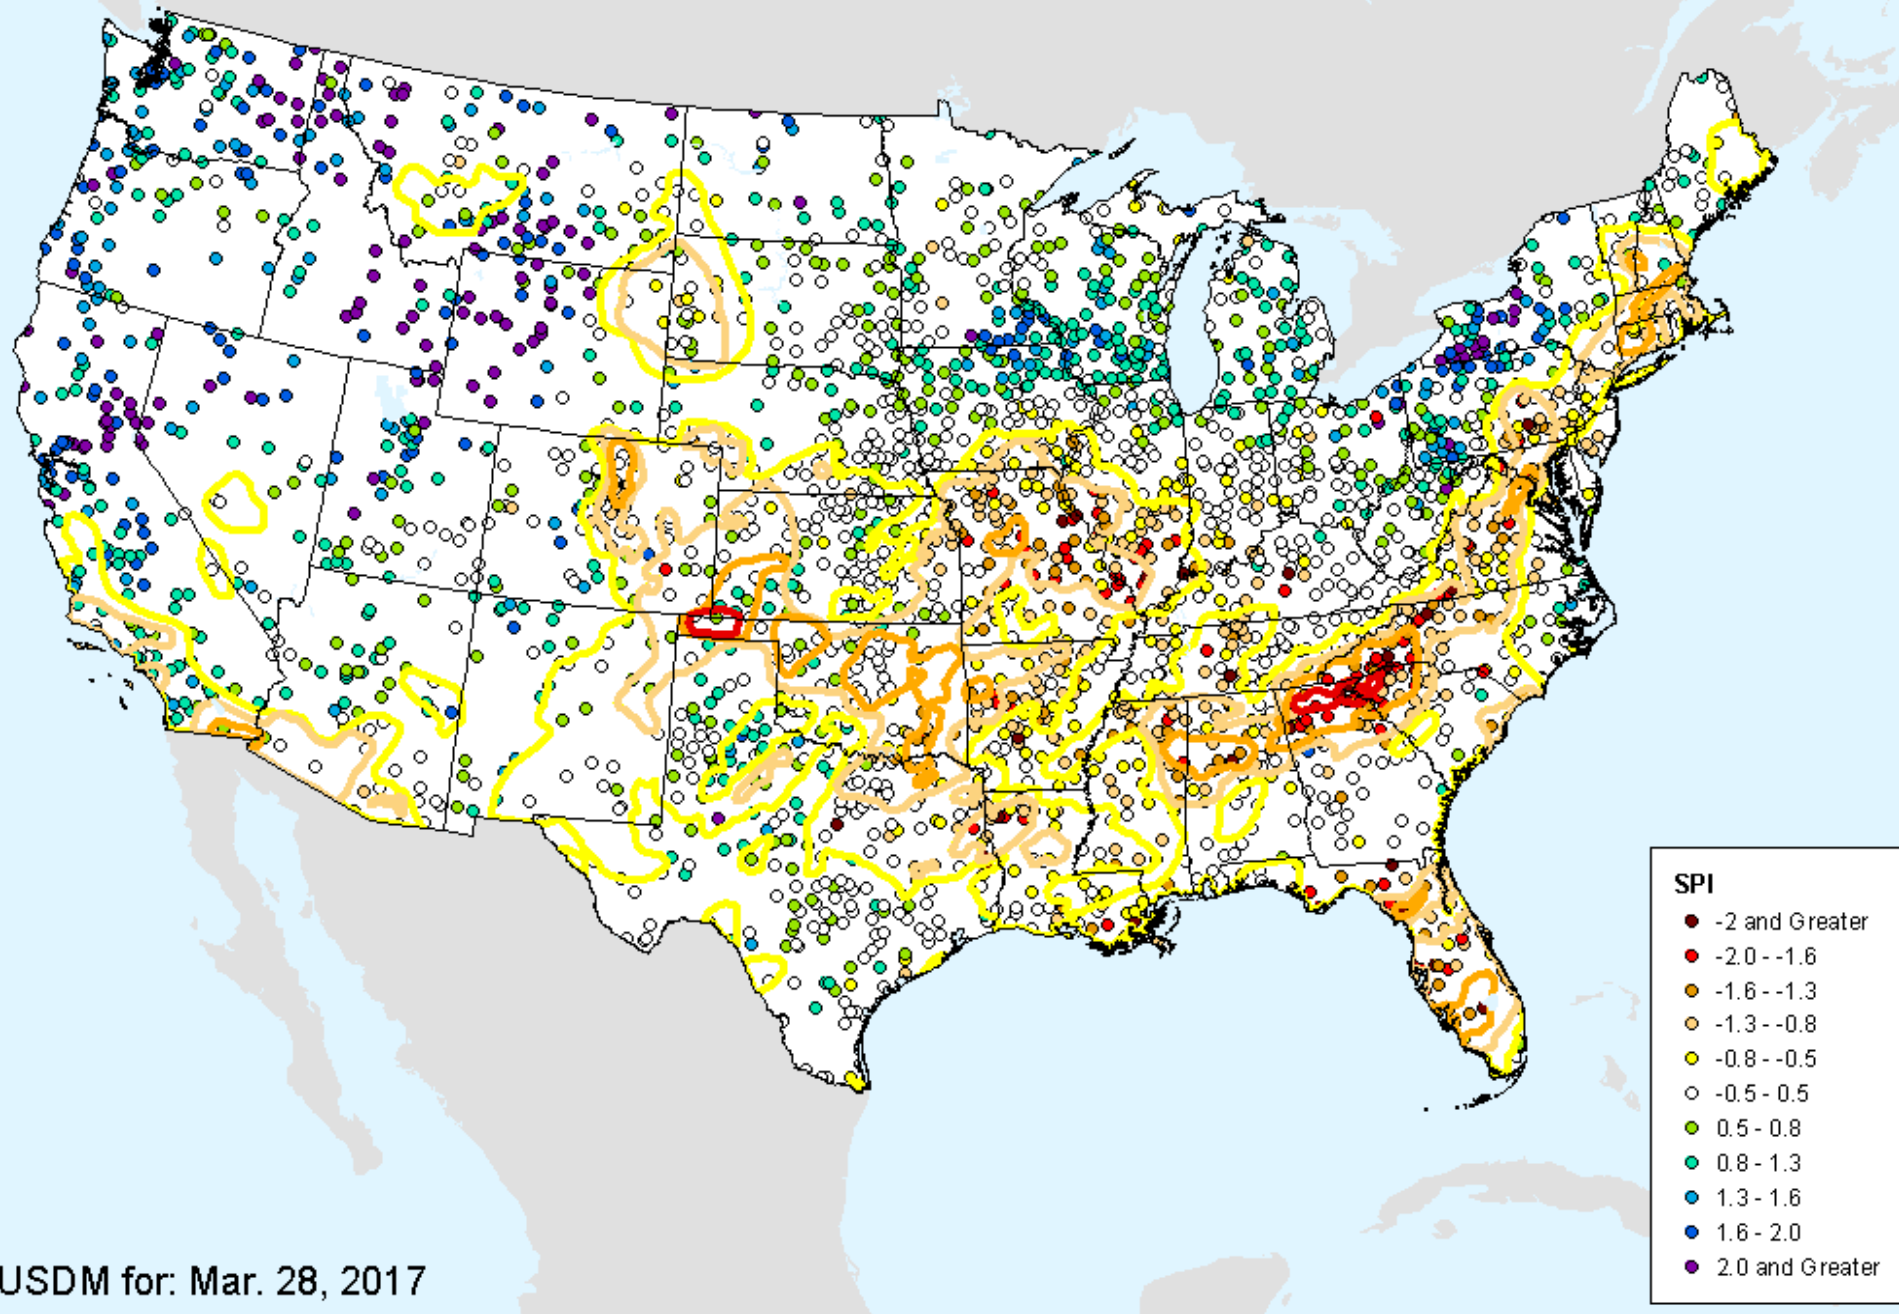 SPI
-2 and Greater
-2.0 - -1.6
-1.6 - -1.3
-1.3 - -0.8
-0.8 - -0.5
-0.5 - 0.5
0.5 - 0.8
0.8 - 1.3
1.3 - 1.6
1.6 - 2.0
2.0 and Greater
USDM for: Mar. 28, 2017